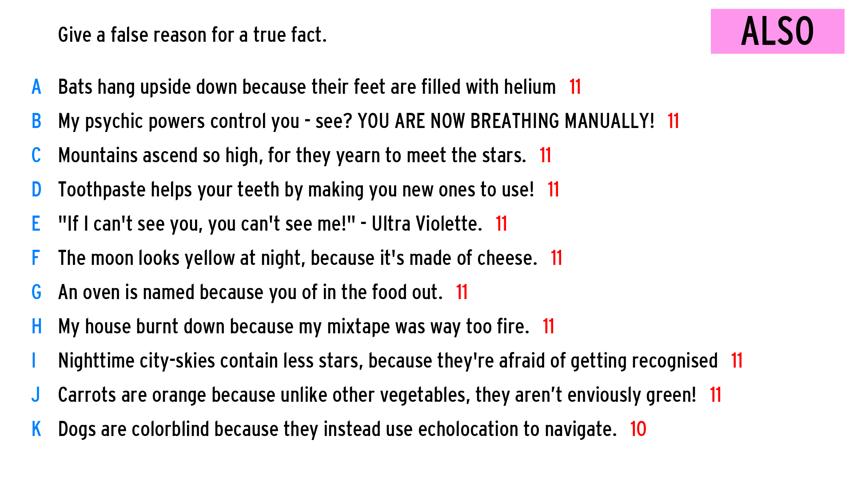 Give a false reason for a true fact.
ALSO
A Bats hang upside down because their feet are filled with helium 11
B My psychic powers control you - see? YOU ARE NOW BREATHING MANUALLY! 11
C Mountains ascend so high, for they yearn to meet the stars. 11
D Toothpaste helps your teeth by making you new ones to use! 11
E "If I can't see you, you can't see me!" - Ultra Violette. 11
F The moon looks yellow at night, because it's made of cheese. 11
G An oven is named because you of in the food out. 11
H My house burnt down because my mixtape was way too fire. 11
I Nighttime city-skies contain less stars, because they're afraid of getting recognised 11
J Carrots are orange because unlike other vegetables, they aren’t enviously green! 11
K Dogs are colorblind because they instead use echolocation to navigate. 10